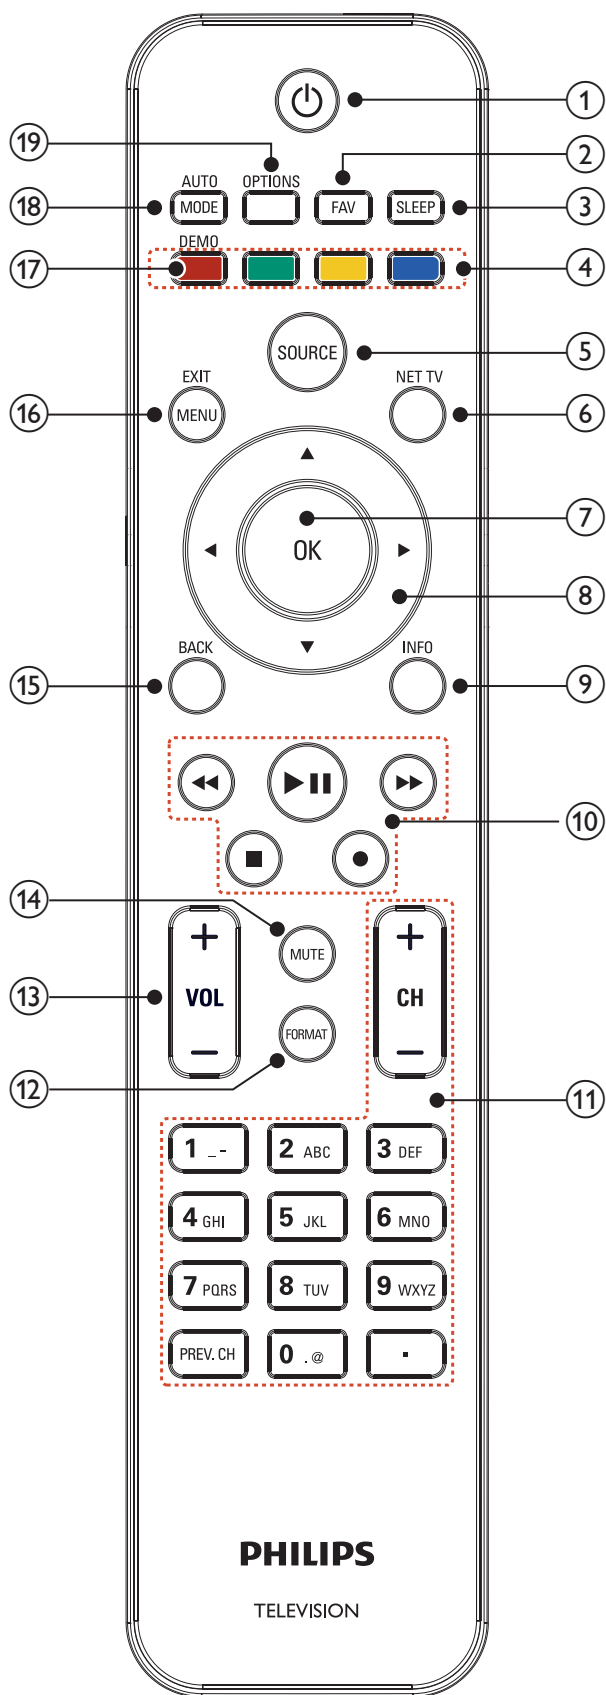 1
19
2
AUTO OPTIONS
18 MODE FAV SLEEP 3
DEMO
17 4
SOURCE 5
EXIT NET TV
16 MENU 6
7
OK
8
BACK INFO
15 9
10
14
+ MUTE +
13 VOL CH
FORMAT
– –
12 11
1 _- 2 ABC 3 DEF
4 GHI 5 JKL 6 MNO
7 PQRS 8 TUV 9 WXYZ
PREV. CH 0 .@ .
PHILIPS
TELEVISION